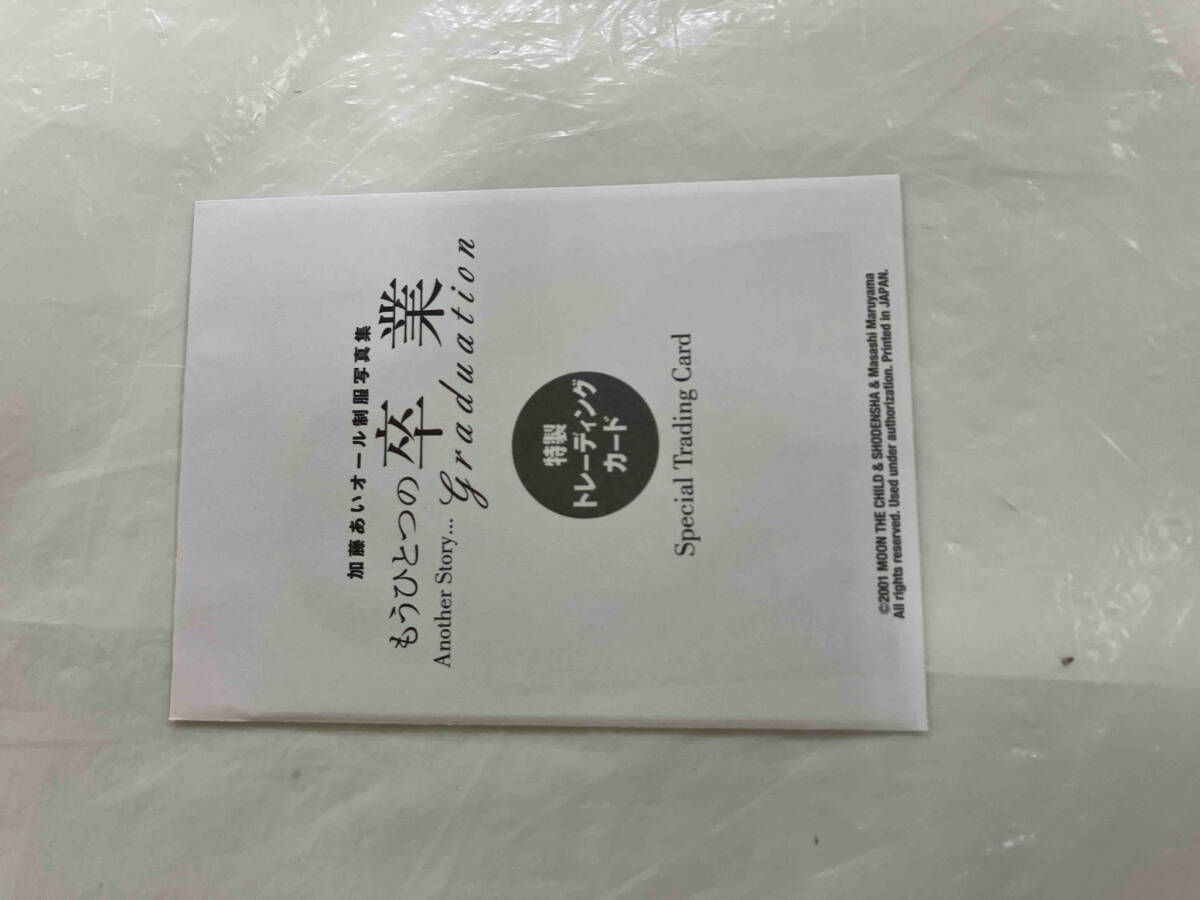 加藤あいオール制服写真集
もうひとつの卒業
Another Story... Graduation
特製
トレーディング
カード
Special Trading Card
©2001 MOON THE CHILD & SHODENSHA & Masashi Maruyama
All rights reserved. Used under authorization. Printed in JAPAN.